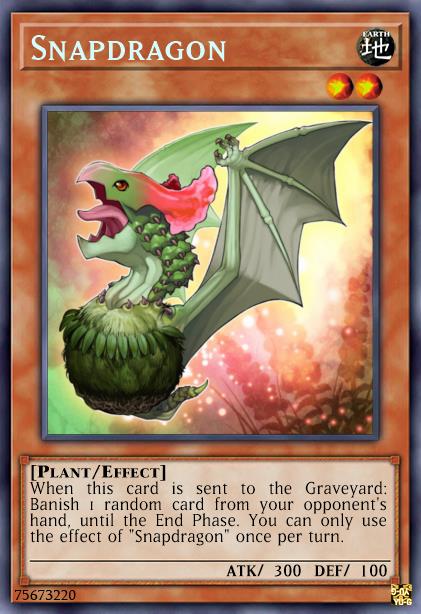 Snapdragon
EARTH
地
[Plant/Effect]
When this card is sent to the Graveyard:
Banish 1 random card from your opponent's
hand, until the End Phase. You can only use
the effect of "Snapdragon" once per turn.
ATK/ 300 DEF/ 100
75673220